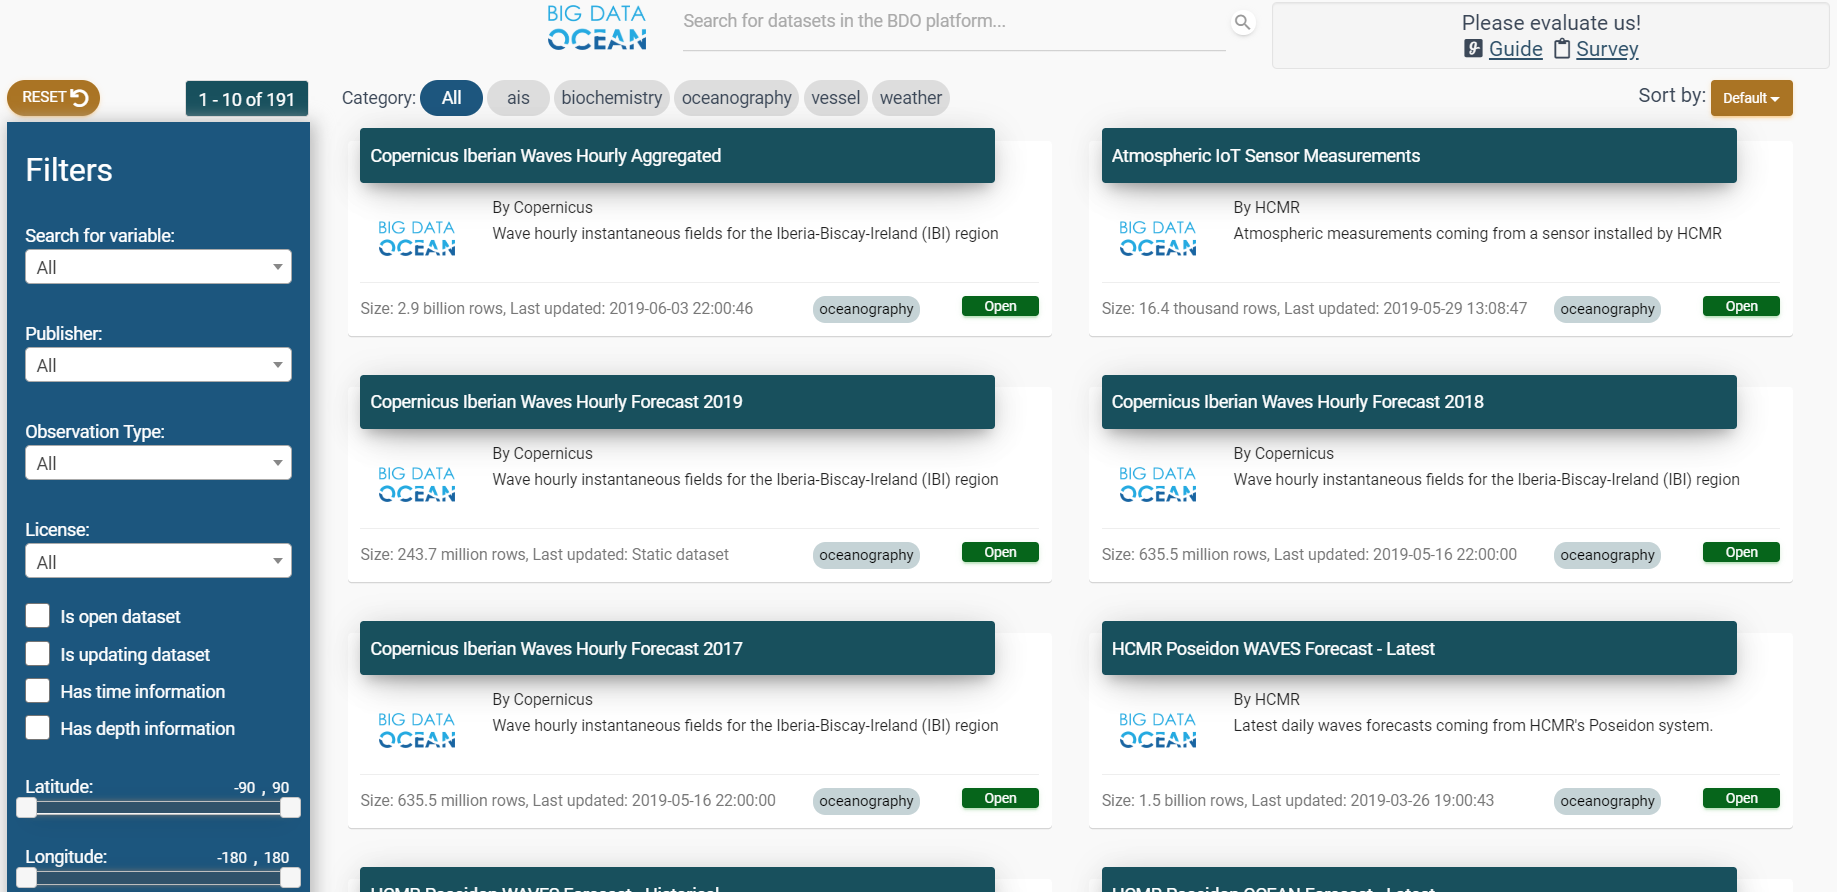 BIG DATA
OCEAN
Search for datasets in the BDO platform...
Please evaluate us!
Guide Survey
RESET
1 - 10 of 191
Category: All ais biochemistry oceanography vessel weather
Sort by: Default
Filters
Search for variable:
All
Publisher:
All
Observation Type:
All
License:
All
Is open dataset
Is updating dataset
Has time information
Has depth information
Latitude: -90 , 90
Longitude: -180 , 180
Copernicus Iberian Waves Hourly Aggregated
BIG DATA
OCEAN
By Copernicus
Wave hourly instantaneous fields for the Iberia-Biscay-Ireland (IBI) region
Size: 2.9 billion rows, Last updated: 2019-06-03 22:00:46 oceanography Open
Atmospheric IoT Sensor Measurements
BIG DATA
OCEAN
By HCMR
Atmospheric measurements coming from a sensor installed by HCMR
Size: 16.4 thousand rows, Last updated: 2019-05-29 13:08:47 oceanography Open
Copernicus Iberian Waves Hourly Forecast 2019
BIG DATA
OCEAN
By Copernicus
Wave hourly instantaneous fields for the Iberia-Biscay-Ireland (IBI) region
Size: 243.7 million rows, Last updated: Static dataset oceanography Open
Copernicus Iberian Waves Hourly Forecast 2018
BIG DATA
OCEAN
By Copernicus
Wave hourly instantaneous fields for the Iberia-Biscay-Ireland (IBI) region
Size: 635.5 million rows, Last updated: 2019-05-16 22:00:00 oceanography Open
Copernicus Iberian Waves Hourly Forecast 2017
BIG DATA
OCEAN
By Copernicus
Wave hourly instantaneous fields for the Iberia-Biscay-Ireland (IBI) region
Size: 635.5 million rows, Last updated: 2019-05-16 22:00:00 oceanography Open
HCMR Poseidon WAVES Forecast - Latest
BIG DATA
OCEAN
By HCMR
Latest daily waves forecasts coming from HCMR's Poseidon system.
Size: 1.5 billion rows, Last updated: 2019-03-26 19:00:43 oceanography Open
HCMR Poseidon WAVES Forecast - Historical
HCMR Poseidon OCEAN Forecast - Latest